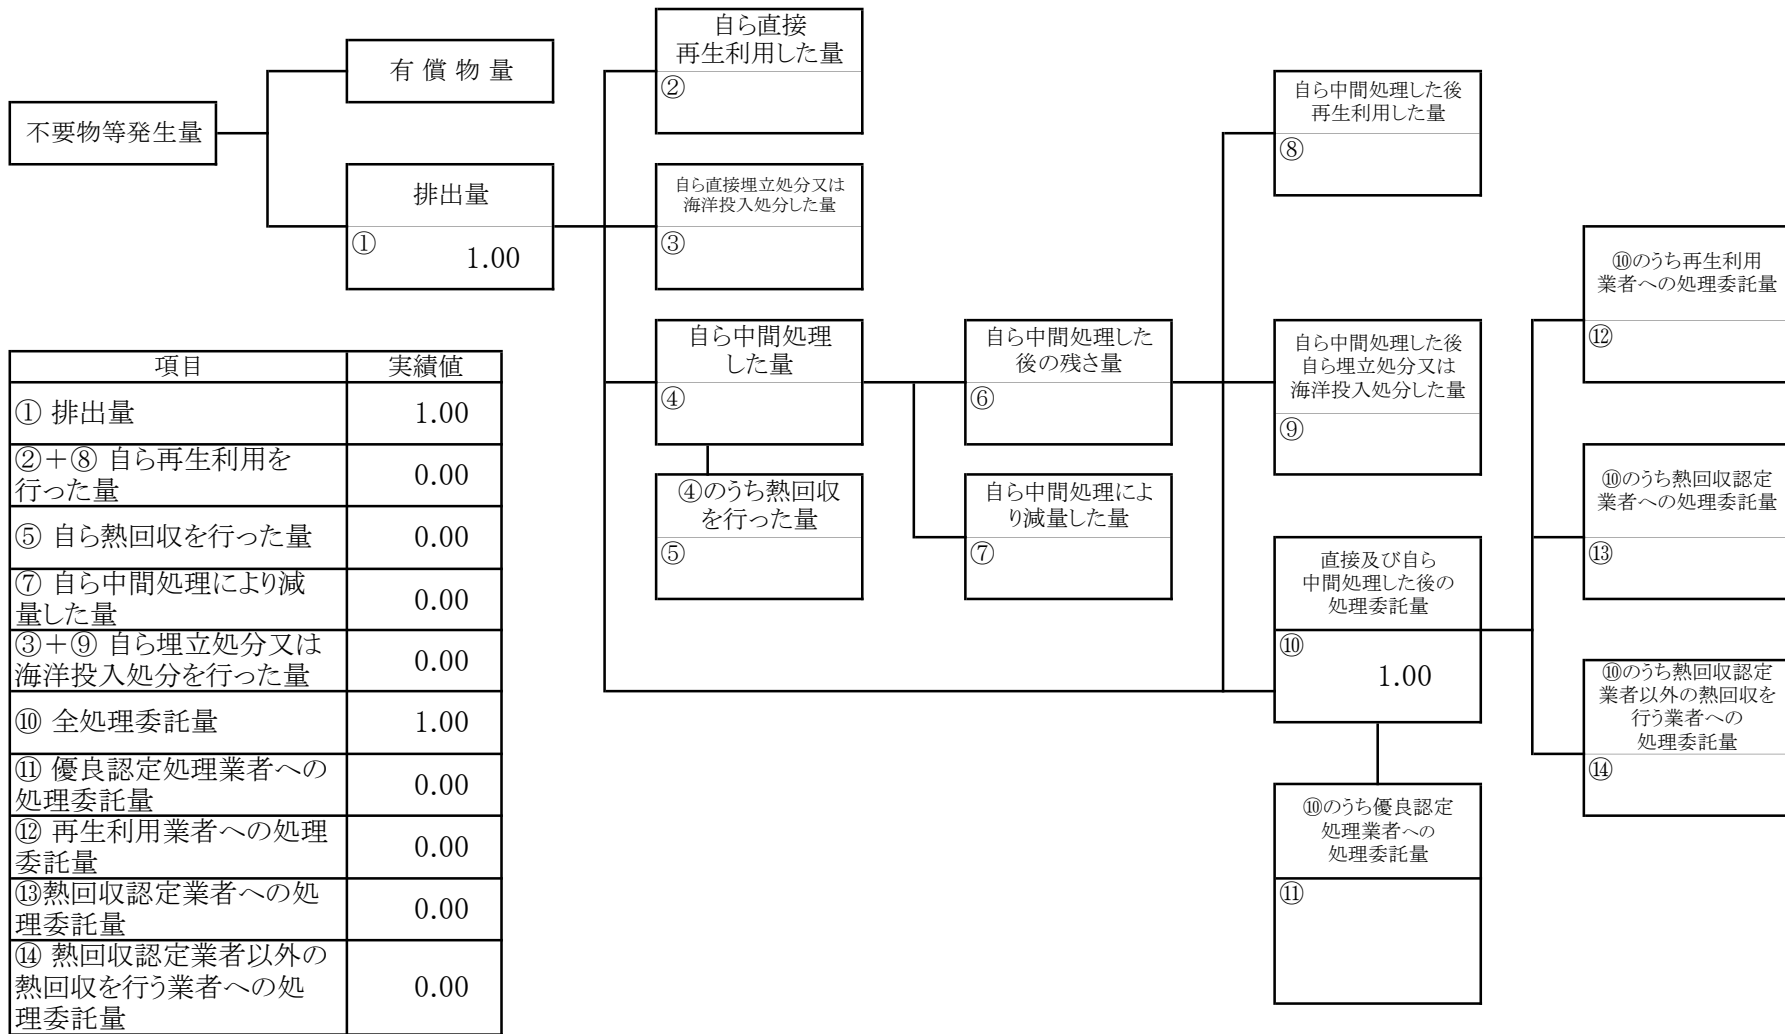 不要物等発生量
有償物量
排出量
①
1.00
自ら直接
再生利用した量
②
自ら直接埋立処分又は
海洋投入処分した量
③
自ら中間処理
した量
④
④のうち熱回収
を行った量
⑤
自ら中間処理した
後の残さ量
⑥
自ら中間処理によ
り減量した量
⑦
自ら中間処理した後
再生利用した量
⑧
自ら中間処理した後
自ら埋立処分又は
海洋投入処分した量
⑨
直接及び自ら
中間処理した後の
処理委託量
⑩
1.00
⑩のうち優良認定
処理業者への
処理委託量
⑪
⑩のうち再生利用
業者への処理委託量
⑫
⑩のうち熱回収認定
業者への処理委託量
⑬
⑩のうち熱回収認定
業者以外の熱回収を
行う業者への
処理委託量
⑭
項目 実績値
① 排出量 1.00
②+⑧ 自ら再生利用を
行った量 0.00
⑤ 自ら熱回収を行った量 0.00
⑦ 自ら中間処理により減
量した量 0.00
③+⑨ 自ら埋立処分又は
海洋投入処分を行った量 0.00
⑩ 全処理委託量 1.00
⑪ 優良認定処理業者への
処理委託量 0.00
⑫ 再生利用業者への処理
委託量 0.00
⑬熱回収認定業者への処
理委託量 0.00
⑭ 熱回収認定業者以外の
熱回収を行う業者への処
理委託量 0.00